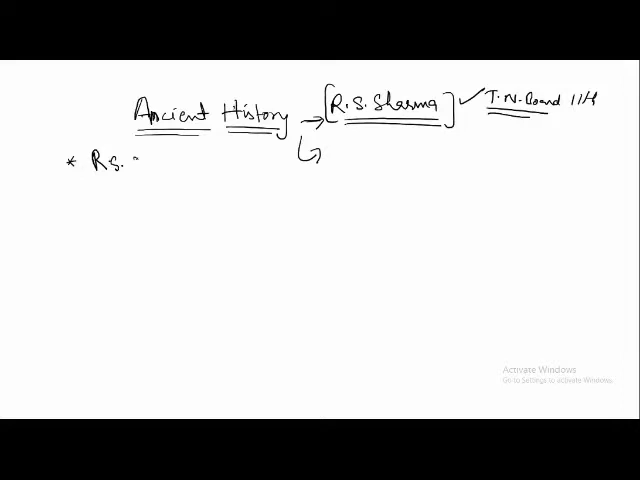 Ancient History → [R.S. Sharma] ✓ T.N. Board 11th
* R s.
Activate Windows
Go to Settings to activate Windows.